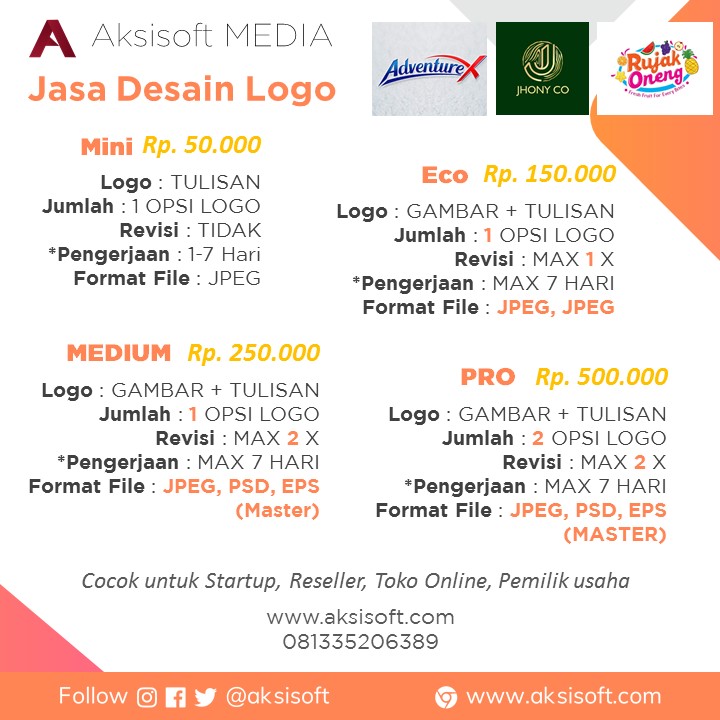 Aksisoft MEDIA
Jasa Desain Logo
AdventureX
JHONY CO
Rujak
Oneng
Fresh Fruit For Every Bites
Mini Rp. 50.000
Logo : TULISAN
Jumlah : 1 OPSI LOGO
Revisi : TIDAK
*Pengerjaan : 1-7 Hari
Format File : JPEG
Eco Rp. 150.000
Logo : GAMBAR + TULISAN
Jumlah : 1 OPSI LOGO
Revisi : MAX 1 X
*Pengerjaan : MAX 7 HARI
Format File : JPEG, JPEG
MEDIUM Rp. 250.000
Logo : GAMBAR + TULISAN
Jumlah : 1 OPSI LOGO
Revisi : MAX 2 X
*Pengerjaan : MAX 7 HARI
Format File : JPEG, PSD, EPS
(Master)
PRO Rp. 500.000
Logo : GAMBAR + TULISAN
Jumlah : 2 OPSI LOGO
Revisi : MAX 2 X
*Pengerjaan : MAX 7 HARI
Format File : JPEG, PSD, EPS
(MASTER)
Cocok untuk Startup, Reseller, Toko Online, Pemilik usaha
www.aksisoft.com
081335206389
Follow @aksisoft
www.aksisoft.com